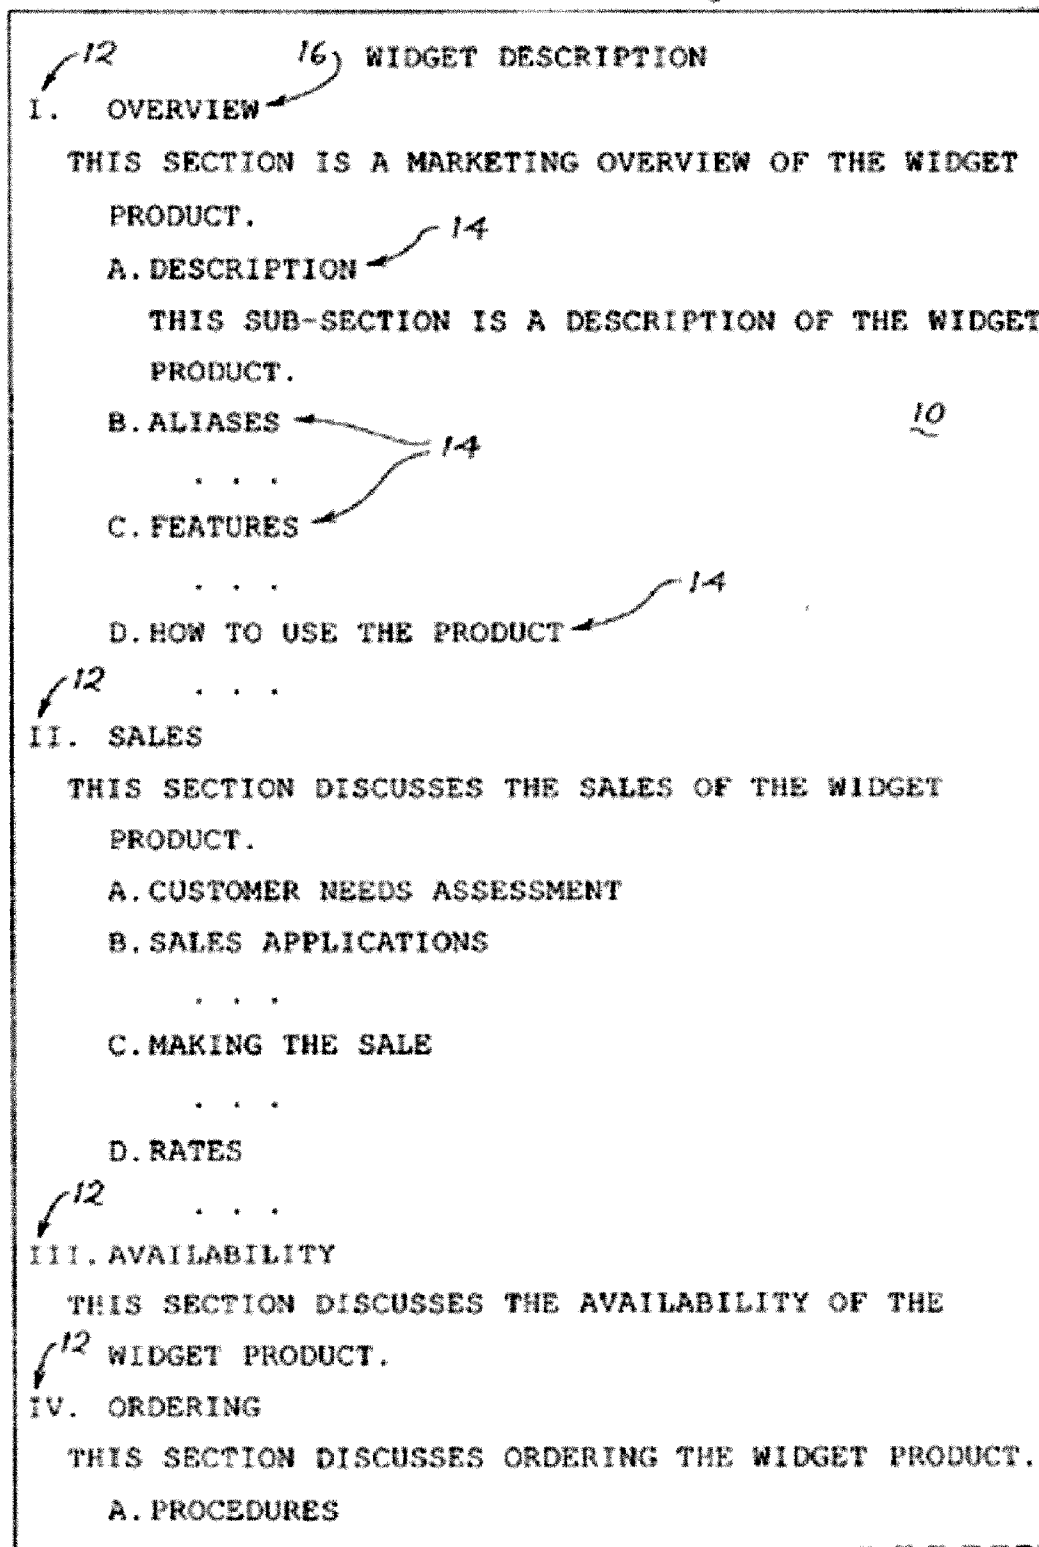 12 16 WIDGET DESCRIPTION
I. OVERVIEW
THIS SECTION IS A MARKETING OVERVIEW OF THE WIDGET
PRODUCT.
14
A. DESCRIPTION
THIS SUB-SECTION IS A DESCRIPTION OF THE WIDGET
PRODUCT.
B. ALIASES 10
14
. . .
C. FEATURES
. . . 14
D. HOW TO USE THE PRODUCT
12 . . .
II. SALES
THIS SECTION DISCUSSES THE SALES OF THE WIDGET
PRODUCT.
A. CUSTOMER NEEDS ASSESSMENT
B. SALES APPLICATIONS
. . .
C. MAKING THE SALE
. . .
D. RATES
12 . . .
III. AVAILABILITY
THIS SECTION DISCUSSES THE AVAILABILITY OF THE
12 WIDGET PRODUCT.
IV. ORDERING
THIS SECTION DISCUSSES ORDERING THE WIDGET PRODUCT.
A. PROCEDURES